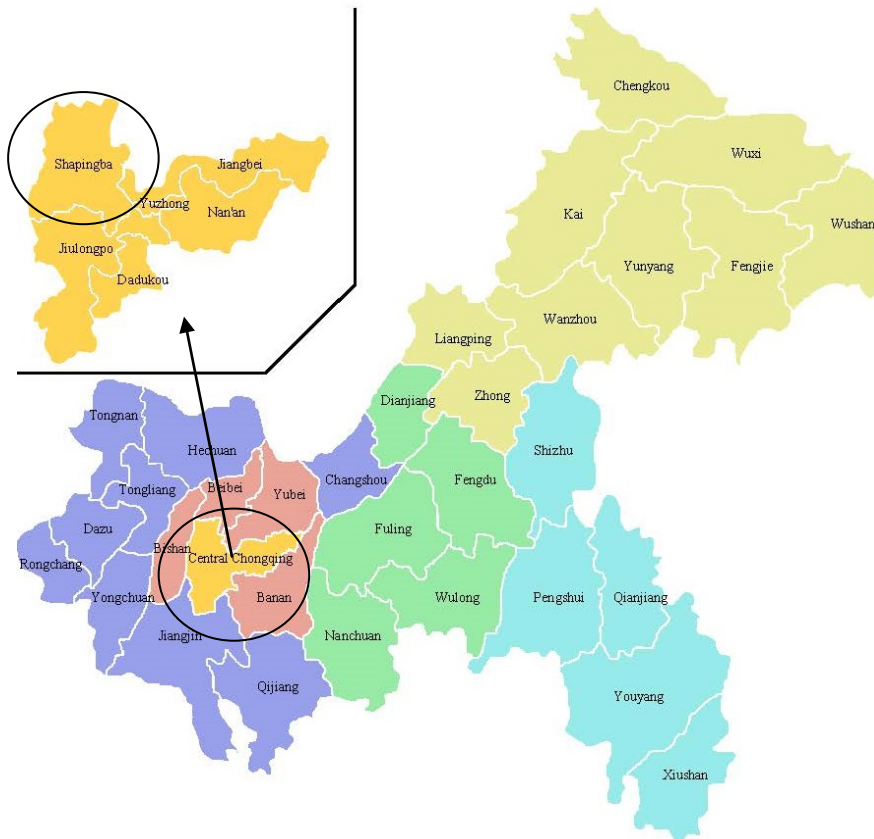 Chengkou
Wuxi
Shapingba
Jiangbei
Yuzhong
Nan'an
Kai
Wushan
Jiulongpo
Yunyang
Fengjie
Dadukou
Wanzhou
Liangping
Dianjiang
Zhong
Tongnan
Hechuan
Shizhu
Beibei
Changshou
Fengdu
Tongliang
Yubei
Dazu
Fuling
Bishan
Central Chongqing
Rongchang
Yongchuan
Banan
Wulong
Pengshui
Qianjiang
Jiangjin
Nanchuan
Qijiang
Youyang
Xiushan